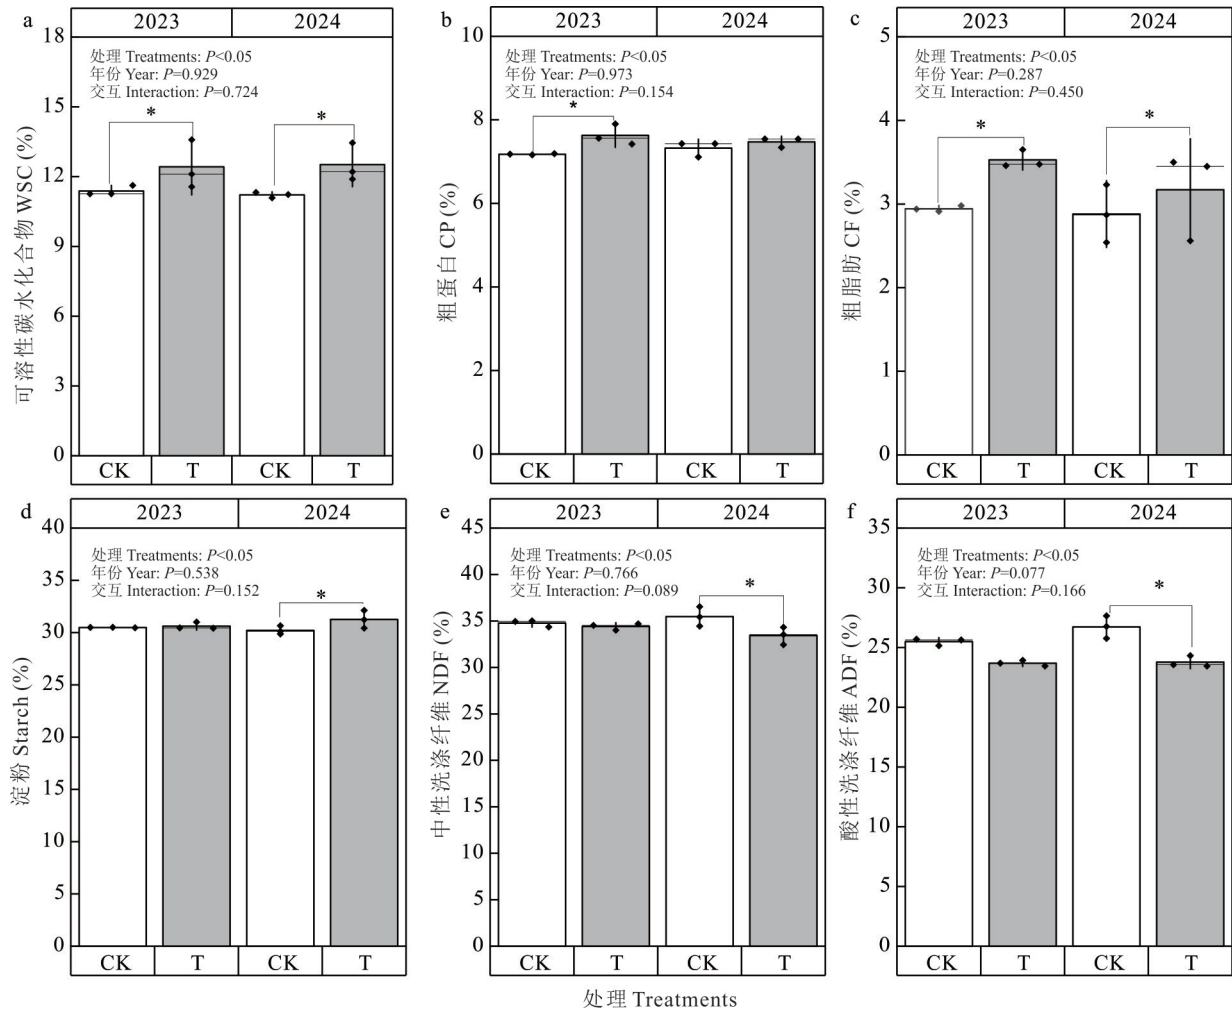 a
2023 2024
18
15
12
9
6
3
0
可溶性碳水化合物 WSC (%)
处理 Treatments: P<0.05
年份 Year: P=0.929
交互 Interaction: P=0.724
*
*
CK T CK T
b
2023 2024
10
8
6
4
2
0
粗蛋白 CP (%)
处理 Treatments: P<0.05
年份 Year: P=0.973
交互 Interaction: P=0.154
*
CK T CK T
c
2023 2024
5
4
3
2
1
0
粗脂肪 CF (%)
处理 Treatments: P<0.05
年份 Year: P=0.287
交互 Interaction: P=0.450
*
*
CK T CK T
d
2023 2024
40
35
30
25
20
15
10
5
0
淀粉 Starch (%)
处理 Treatments: P<0.05
年份 Year: P=0.538
交互 Interaction: P=0.152
*
CK T CK T
e
2023 2024
45
40
35
30
25
20
15
10
5
0
中性洗涤纤维 NDF (%)
处理 Treatments: P<0.05
年份 Year: P=0.766
交互 Interaction: P=0.089
*
CK T CK T
f
2023 2024
35
30
25
20
15
10
5
0
酸性洗涤纤维 ADF (%)
处理 Treatments: P<0.05
年份 Year: P=0.077
交互 Interaction: P=0.166
*
CK T CK T
处理 Treatments